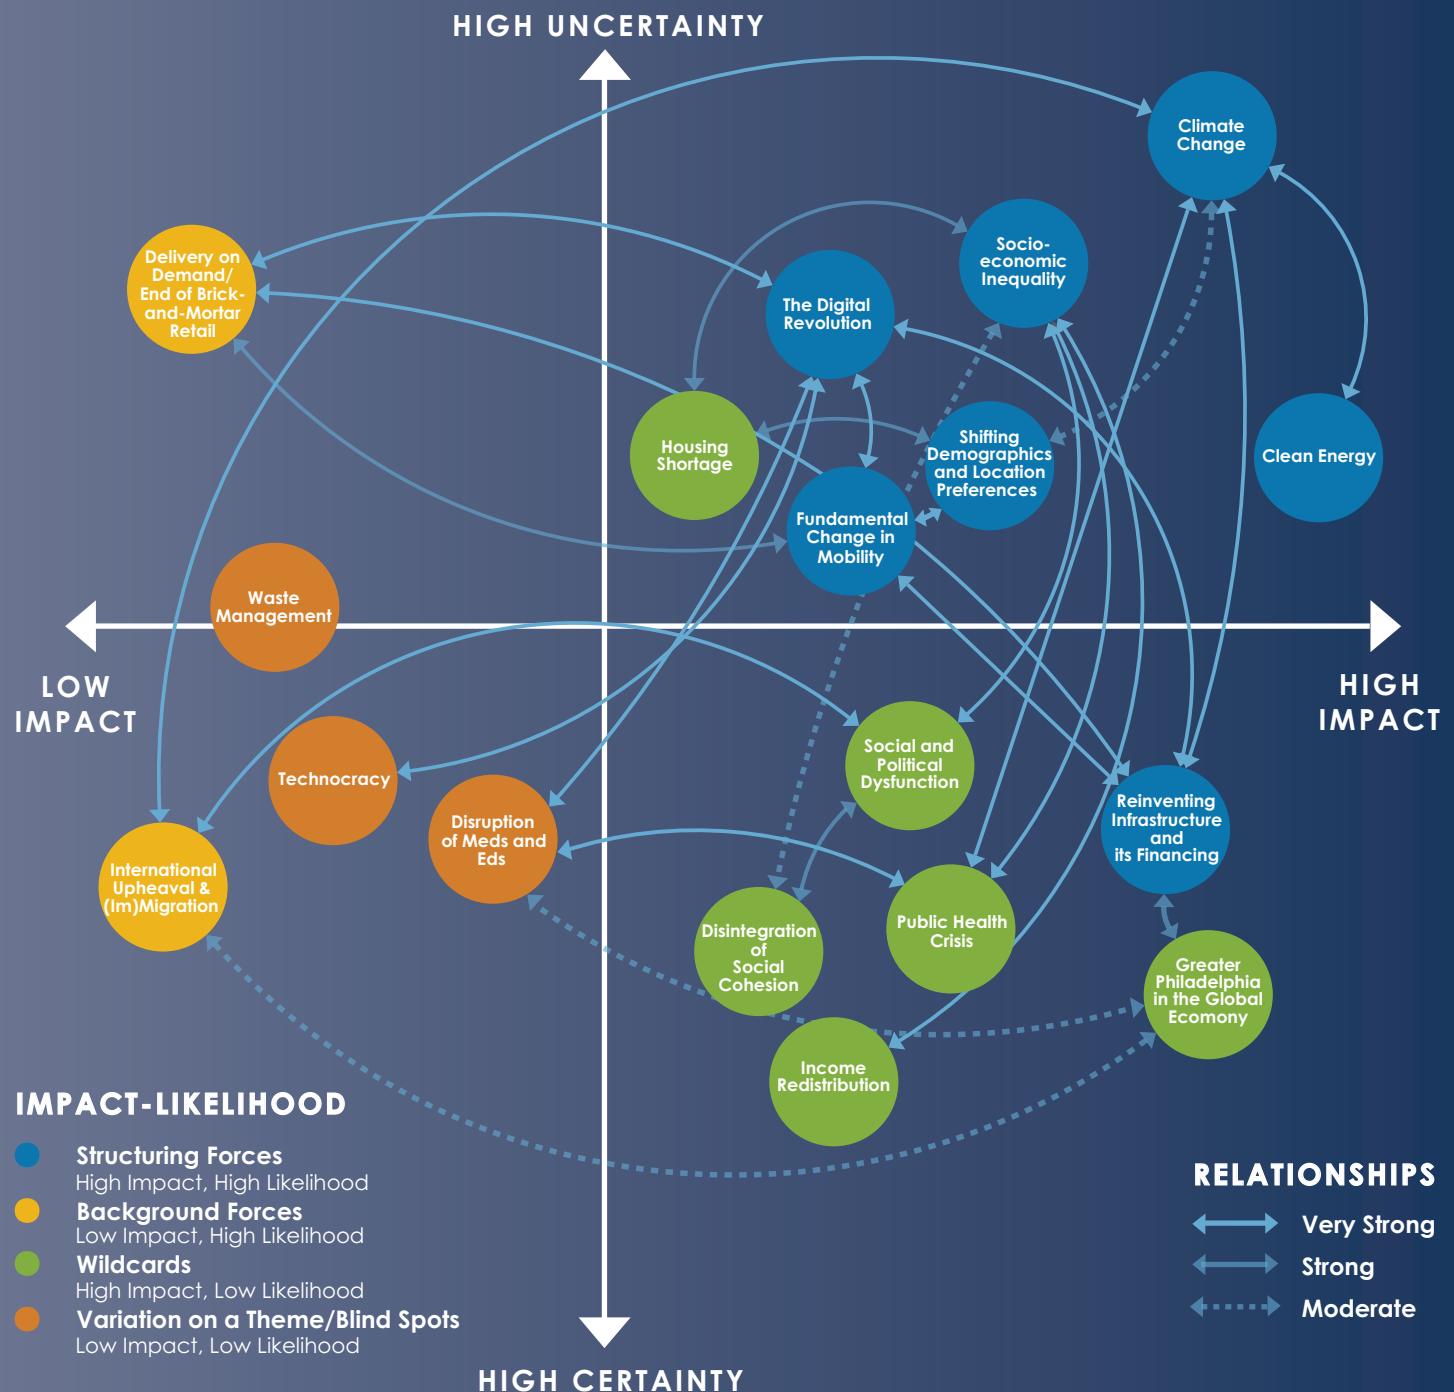 HIGH UNCERTAINTY
Climate
Change
Delivery on
Demand/
End of Brick-
and-Mortar
Retail
Socio-
economic
Inequality
The Digital
Revolution
Housing
Shortage
Shifting
Demographics
and Location
Preferences
Clean Energy
Fundamental
Change in
Mobility
Waste
Management
LOW
IMPACT
HIGH
IMPACT
Technocracy
Social and
Political
Dysfunction
Disruption
of Meds and
Eds
Reinventing
Infrastructure
and
its Financing
International
Upheaval &
(Im)Migration
Disintegration
of
Social
Cohesion
Public Health
Crisis
Greater
Philadelphia
in the Global
Ecomony
Income
Redistribution
IMPACT-LIKELIHOOD
Structuring Forces
High Impact, High Likelihood
Background Forces
Low Impact, High Likelihood
Wildcards
High Impact, Low Likelihood
Variation on a Theme/Blind Spots
Low Impact, Low Likelihood
RELATIONSHIPS
Very Strong
Strong
Moderate
HIGH CERTAINTY